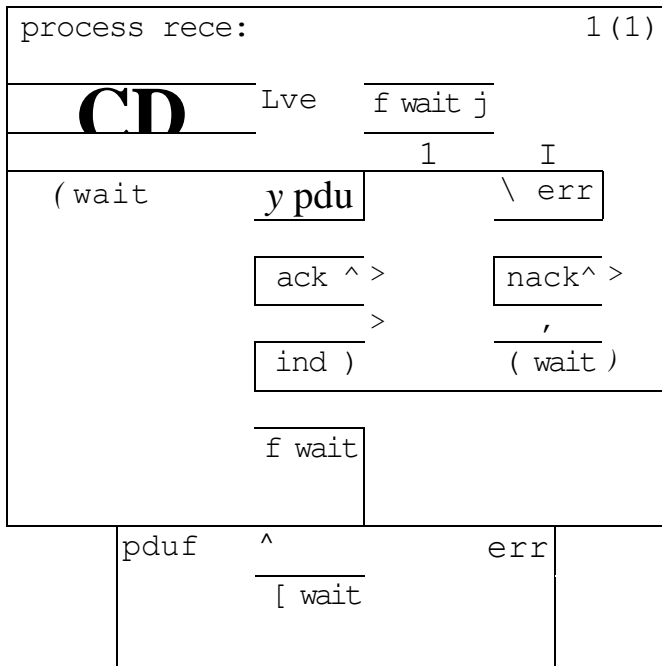 process rece: 1(1)
CD Lve f wait j
1 I
(wait y pdu \ err
ack ^ > nack^ >
> ,
ind ) ( wait )
f wait
pduf ^ err
[ wait